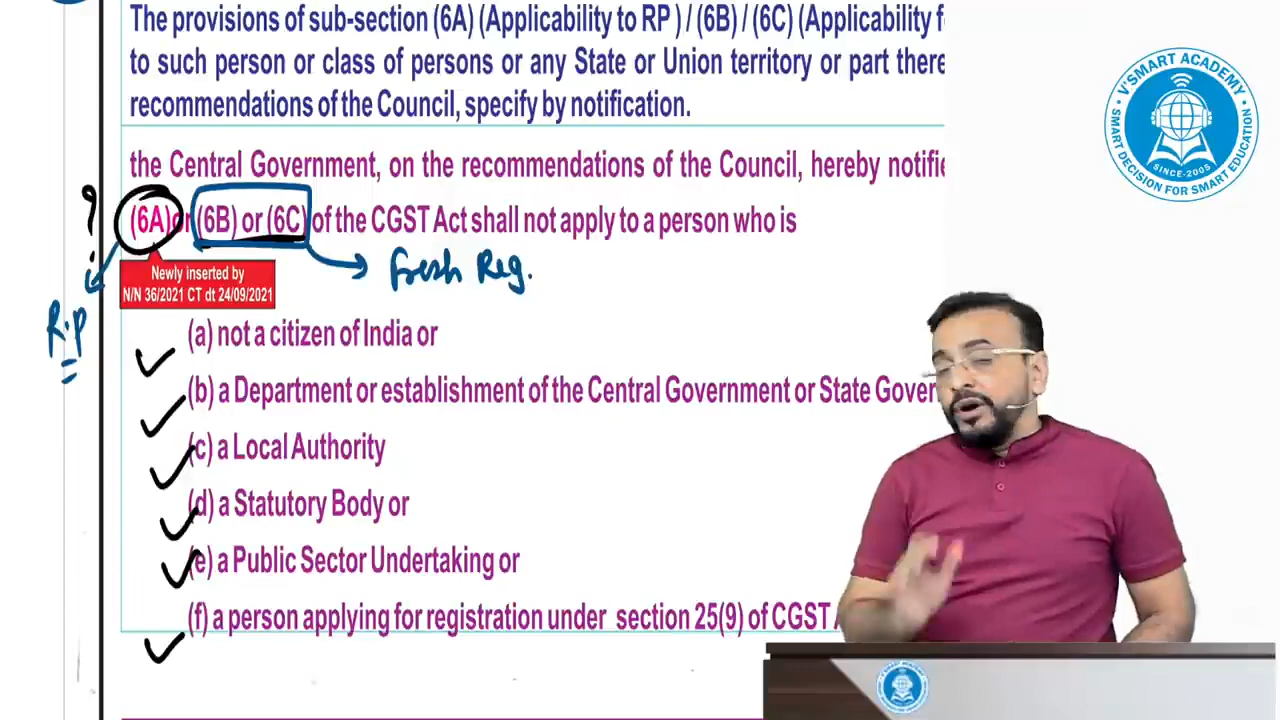 The provisions of sub-section (6A) (Applicability to RP ) / (6B) / (6C) (Applicability f
to such person or class of persons or any State or Union territory or part there
recommendations of the Council, specify by notification.
the Central Government, on the recommendations of the Council, hereby notifie
(6A) or (6B) or (6C) of the CGST Act shall not apply to a person who is
?
Newly inserted by
N/N 36/2021 CT dt 24/09/2021
Fresh Reg.
R.P
(a) not a citizen of India or
(b) a Department or establishment of the Central Government or State Gover
(c) a Local Authority
(d) a Statutory Body or
(e) a Public Sector Undertaking or
(f) a person applying for registration under section 25(9) of CGST
V'SMART ACADEMY
SINCE-2005
SMART DECISION FOR SMART EDUCATION